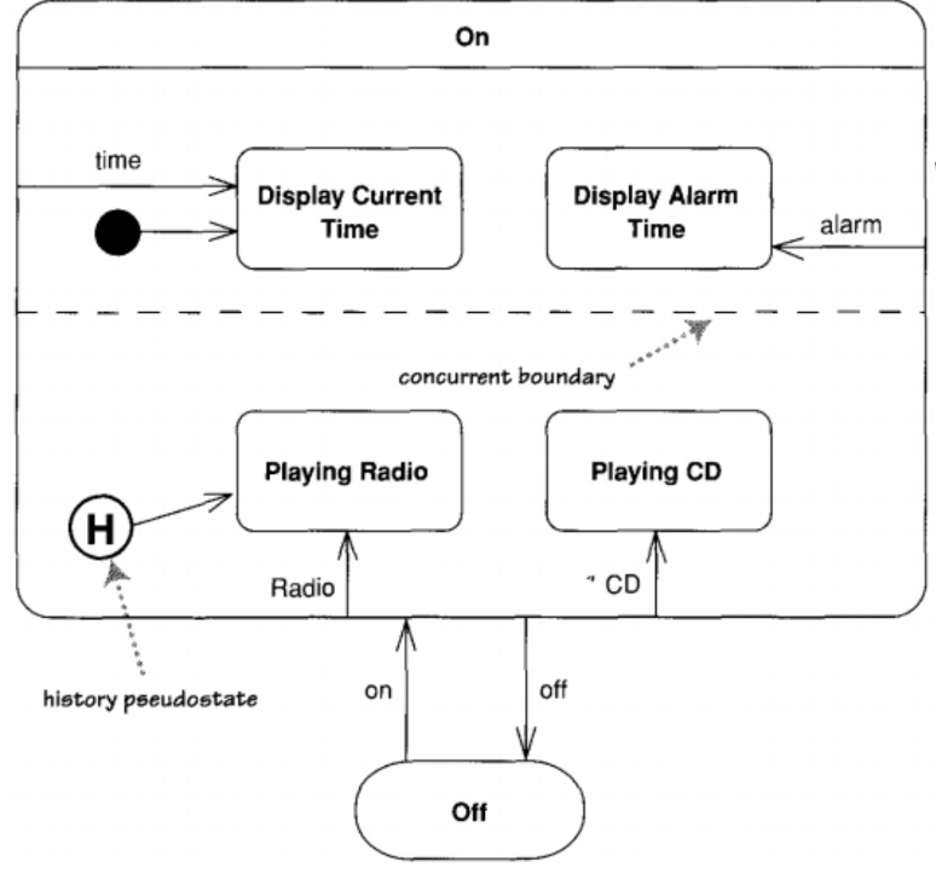 On
time
Display Current
Time
Display Alarm
Time
alarm
concurrent boundary
Playing Radio
Playing CD
H
Radio
CD
history pseudostate
on
off
Off